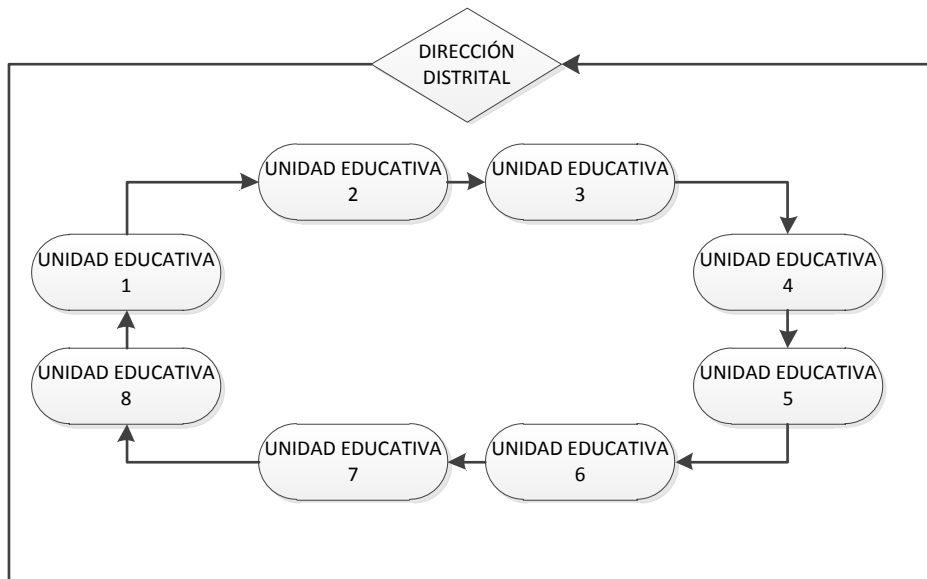 DIRECCIÓN
DISTRITAL
UNIDAD EDUCATIVA
2
UNIDAD EDUCATIVA
3
UNIDAD EDUCATIVA
1
UNIDAD EDUCATIVA
4
UNIDAD EDUCATIVA
8
UNIDAD EDUCATIVA
5
UNIDAD EDUCATIVA
7
UNIDAD EDUCATIVA
6